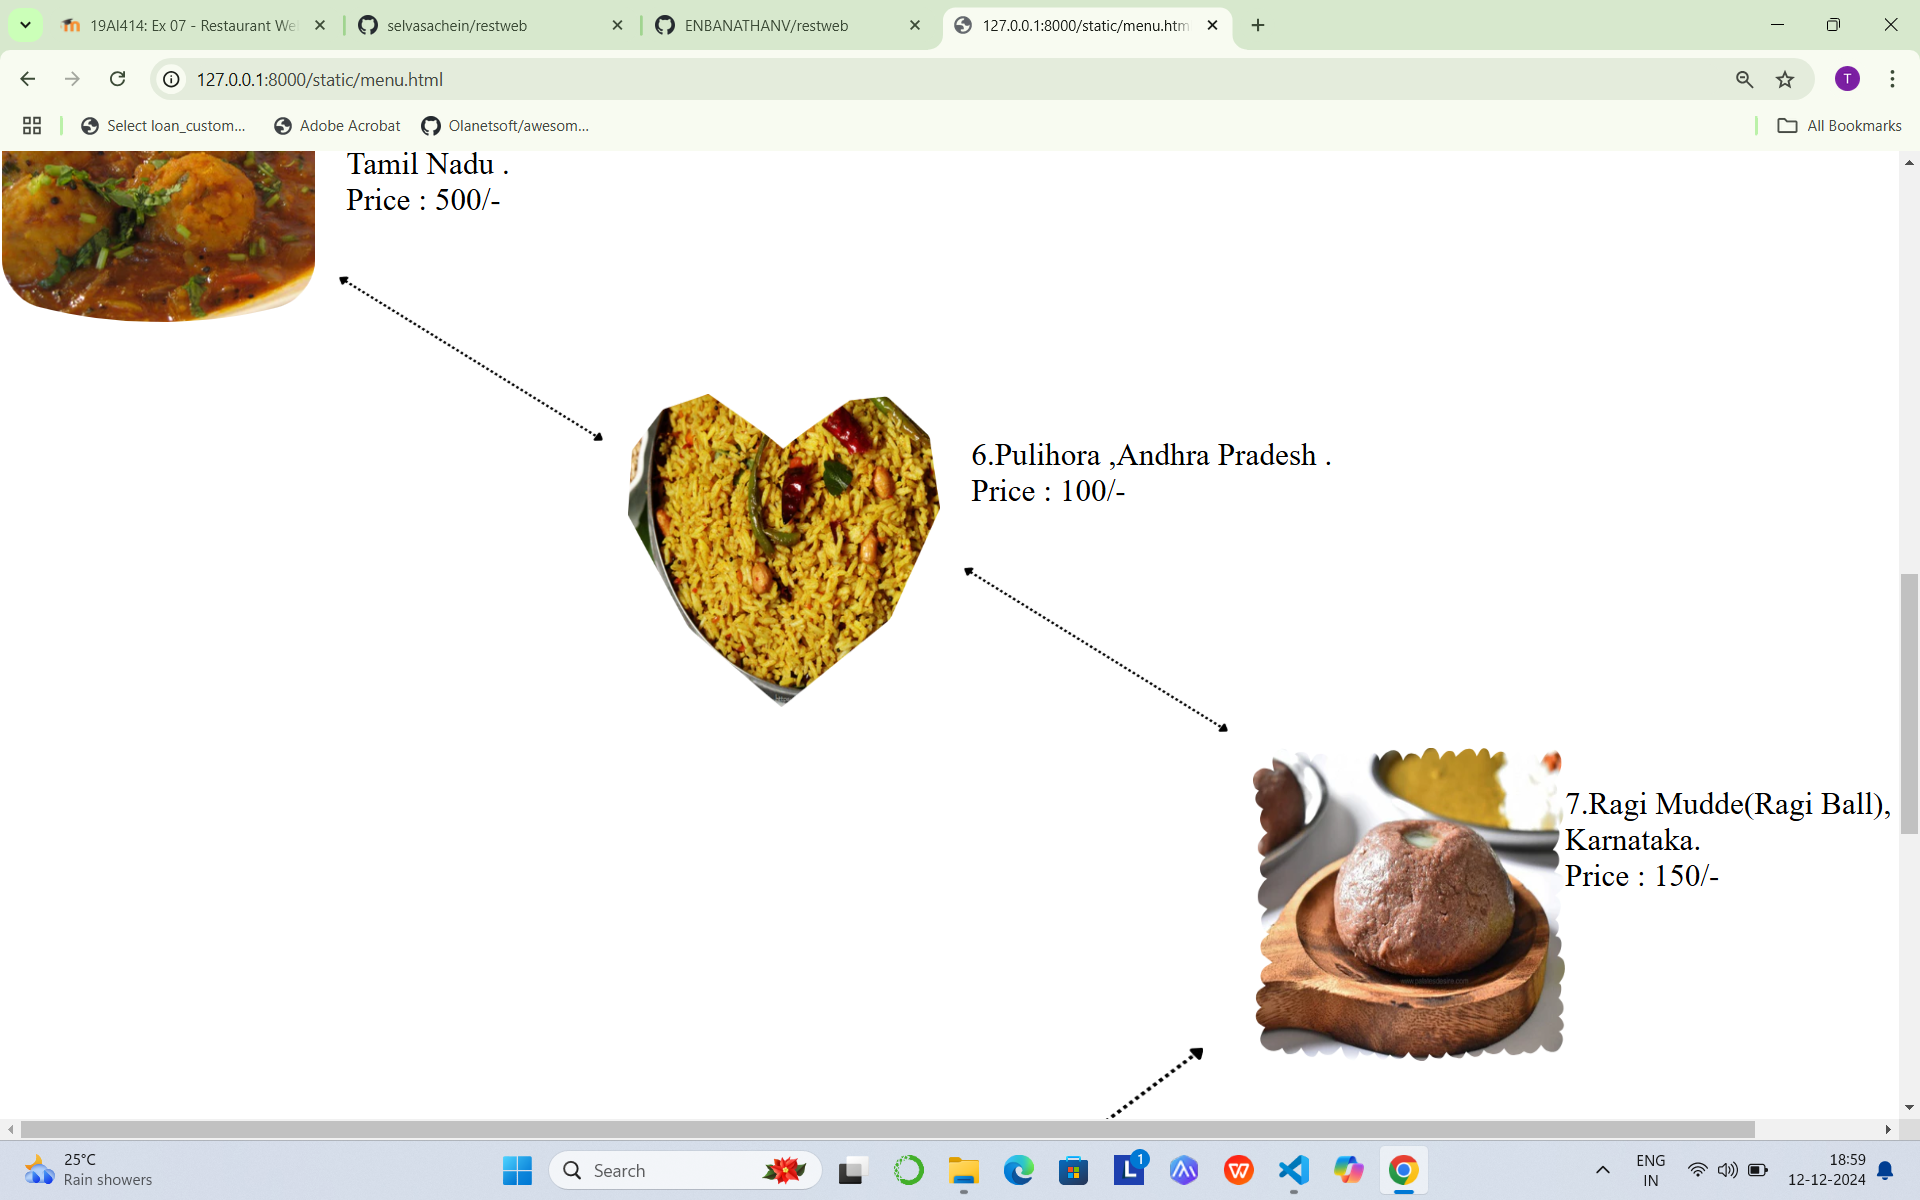 19AI414: Ex 07 - Restaurant We
selvasachein/restweb
ENBANATHANV/restweb
127.0.0.1:8000/static/menu.htm
127.0.0.1:8000/static/menu.html
T
Select loan_custom...
Adobe Acrobat
Olanetsoft/awesom...
All Bookmarks
Tamil Nadu .
Price : 500/-
6.Pulihora ,Andhra Pradesh .
Price : 100/-
7.Ragi Mudde(Ragi Ball),
Karnataka.
Price : 150/-
25°C
Rain showers
Search
L
1
ENG
IN
18:59
12-12-2024